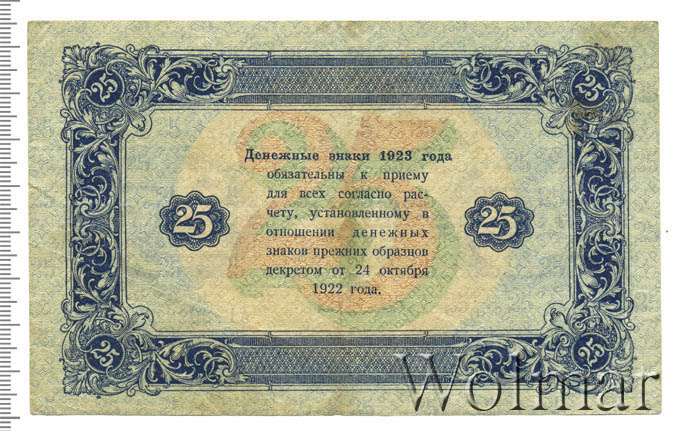 25 25
25
Денежные знаки 1923 года
обязательны к приему
для всех согласно рас-
чету, установленному в
отношении денежных
знаков прежних образцов
декретом от 24 октября
1922 года.
25 25
25 25
Wolmar